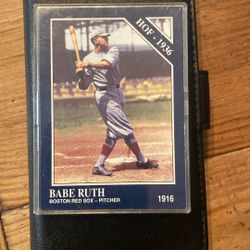 HOF - 1936
BABE RUTH
BOSTON RED SOX - PITCHER
1916